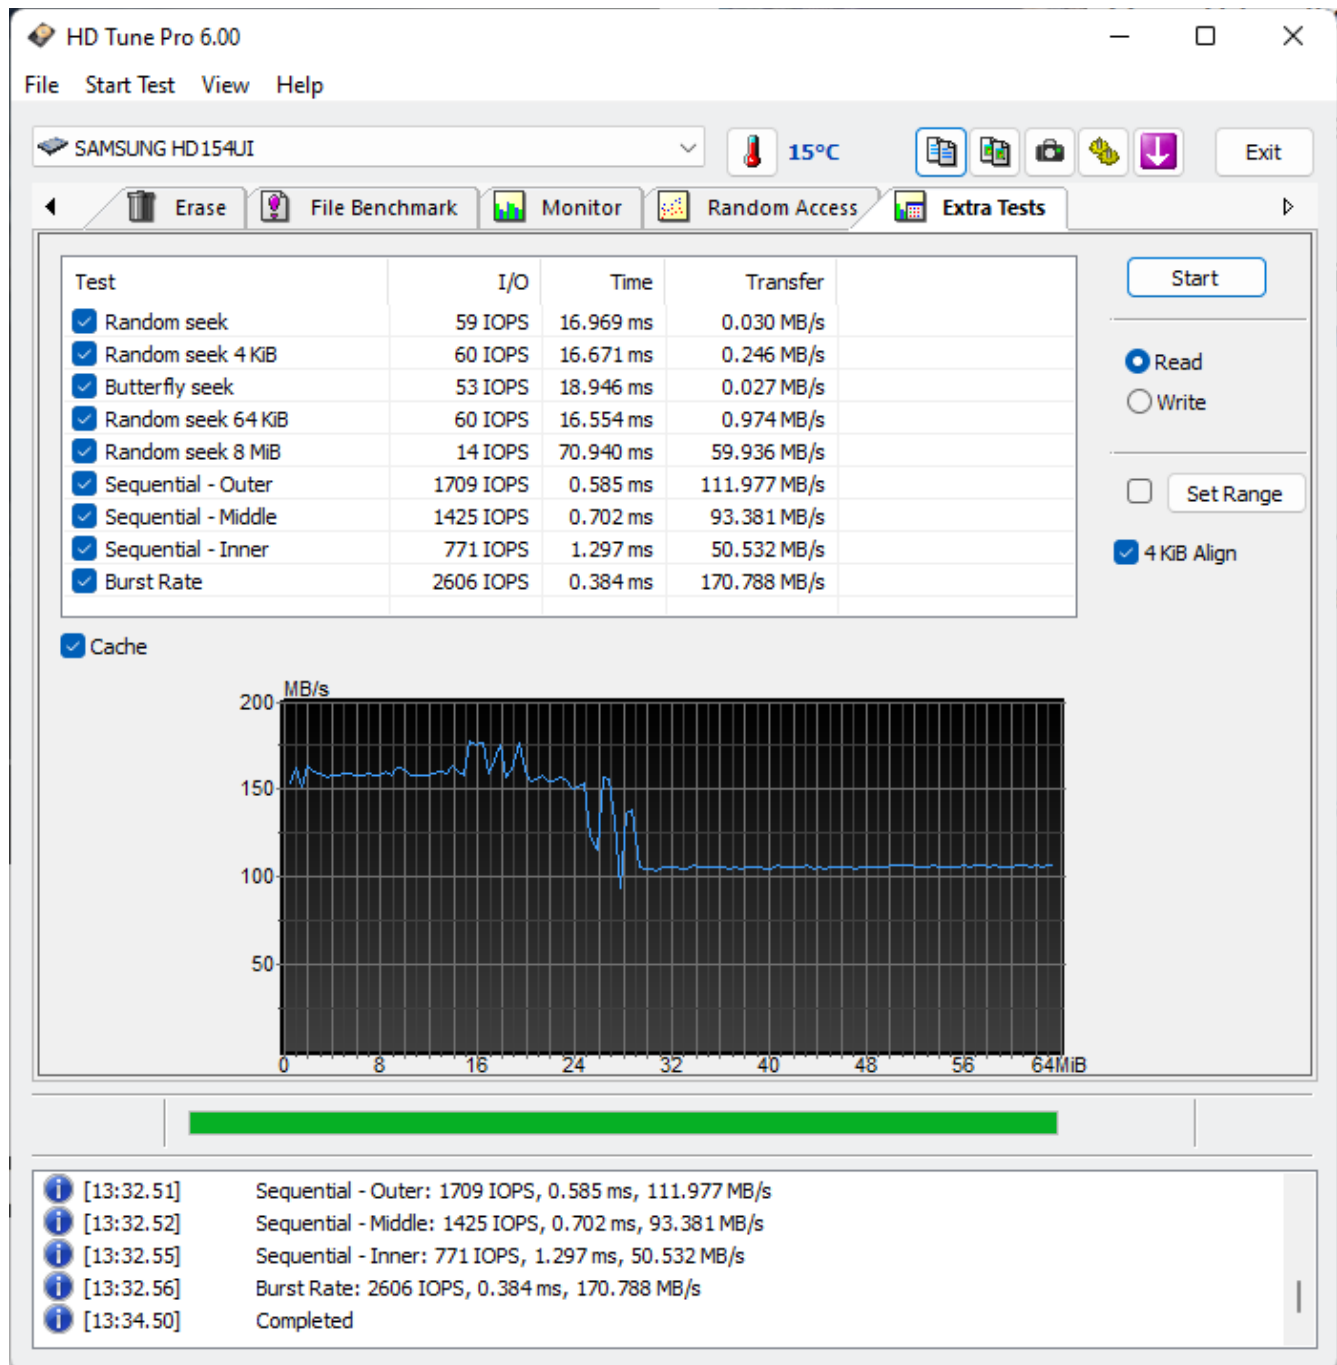 HD Tune Pro 6.00
File Start Test View Help
SAMSUNG HD154UI 15°C Exit
Erase File Benchmark Monitor Random Access Extra Tests
Test I/O Time Transfer
Start
Random seek 59 IOPS 16.969 ms 0.030 MB/s
Random seek 4 KiB 60 IOPS 16.671 ms 0.246 MB/s
Read
Butterfly seek 53 IOPS 18.946 ms 0.027 MB/s
Write
Random seek 64 KiB 60 IOPS 16.554 ms 0.974 MB/s
Random seek 8 MiB 14 IOPS 70.940 ms 59.936 MB/s
Sequential - Outer 1709 IOPS 0.585 ms 111.977 MB/s
Set Range
Sequential - Middle 1425 IOPS 0.702 ms 93.381 MB/s
Sequential - Inner 771 IOPS 1.297 ms 50.532 MB/s
4 KiB Align
Burst Rate 2606 IOPS 0.384 ms 170.788 MB/s
Cache
MB/s
200
150
100
50
0 8 16 24 32 40 48 56 64MiB
[13:32.51] Sequential - Outer: 1709 IOPS, 0.585 ms, 111.977 MB/s
[13:32.52] Sequential - Middle: 1425 IOPS, 0.702 ms, 93.381 MB/s
[13:32.55] Sequential - Inner: 771 IOPS, 1.297 ms, 50.532 MB/s
[13:32.56] Burst Rate: 2606 IOPS, 0.384 ms, 170.788 MB/s
[13:34.50] Completed